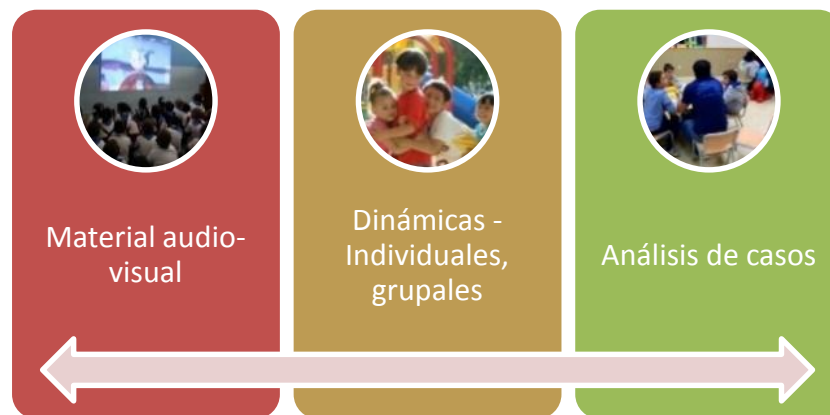 Material audio-
visual
Dinámicas -
Individuales,
grupales
Análisis de casos